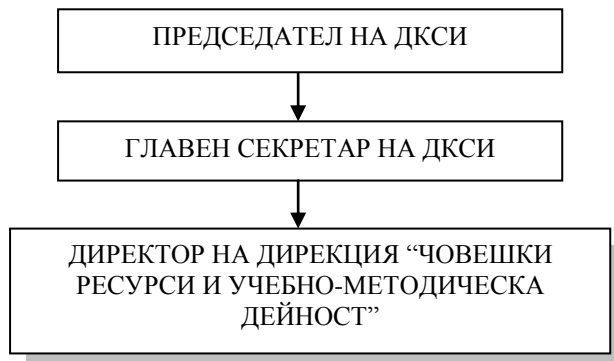 ПРЕДСЕДАТЕЛ НА ДКСИ
ГЛАВЕН СЕКРЕТАР НА ДКСИ
ДИРЕКТОР НА ДИРЕКЦИЯ “ЧОВЕШКИ
РЕСУРСИ И УЧЕБНО-МЕТОДИЧЕСКА
ДЕЙНОСТ”